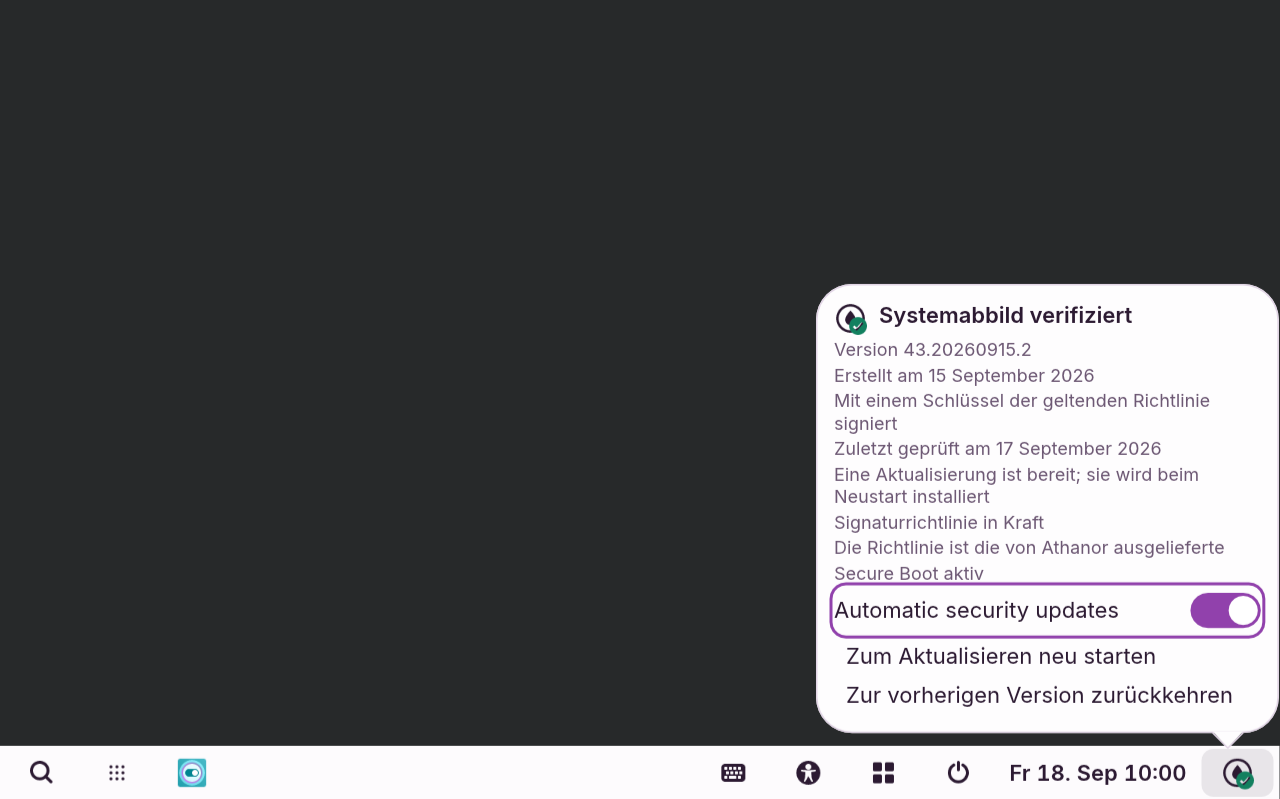 Systemabbild verifiziert
Version 43.20260915.2
Erstellt am 15 September 2026
Mit einem Schlüssel der geltenden Richtlinie
signiert
Zuletzt geprüft am 17 September 2026
Eine Aktualisierung ist bereit; sie wird beim
Neustart installiert
Signaturrichtlinie in Kraft
Die Richtlinie ist die von Athanor ausgelieferte
Secure Boot aktiv
Automatic security updates
Zum Aktualisieren neu starten
Zur vorherigen Version zurückkehren
Fr 18. Sep 10:00